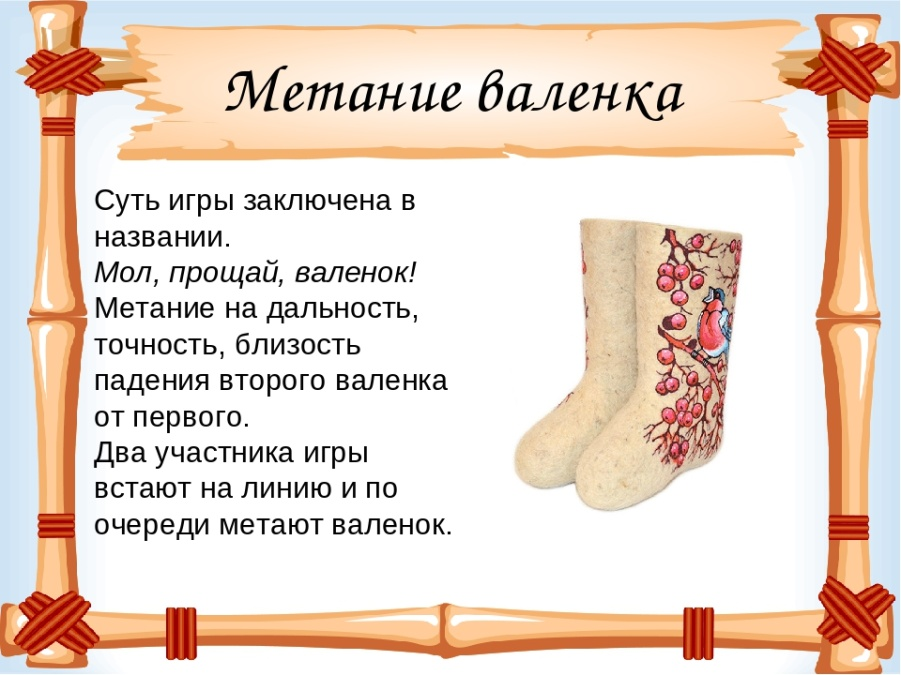 Метание валенка
Суть игры заключена в
названии.
Мол, прощай, валенок!
Метание на дальность,
точность, близость
падения второго валенка
от первого.
Два участника игры
встают на линию и по
очереди метают валенок.